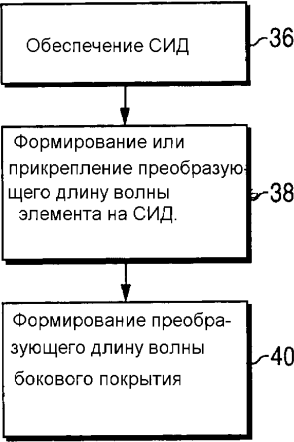 Обеспечение СИД
36
Формирование или
прикрепление преобразую-
щего длину волны
элемента на СИД.
38
Формирование преобра-
зующего длину волны
бокового покрытия
40